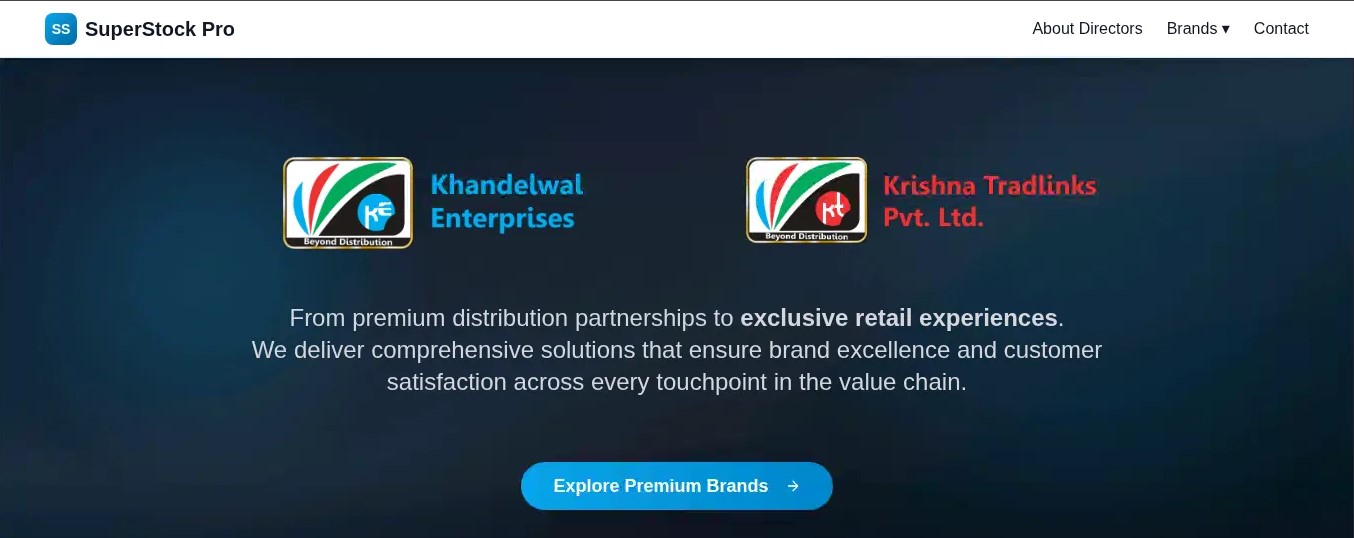 SS SuperStock Pro About Directors Brands ▾ Contact
KE Khandelwal
Enterprises
Beyond Distribution
kt Krishna Tradlinks
Pvt. Ltd.
Beyond Distribution
From premium distribution partnerships to exclusive retail experiences.
We deliver comprehensive solutions that ensure brand excellence and customer
satisfaction across every touchpoint in the value chain.
Explore Premium Brands →